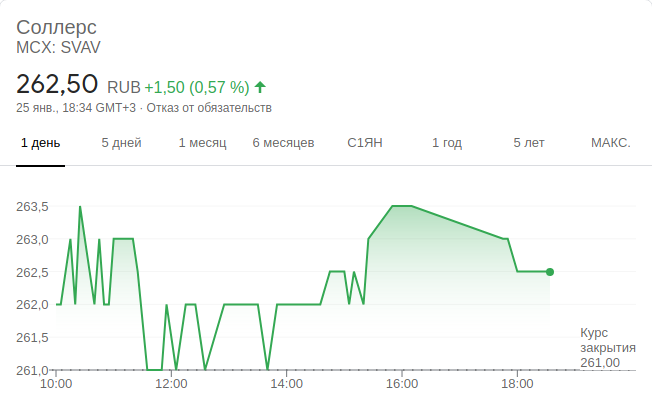 Соллерс
MCX: SVAV
262,50 RUB +1,50 (0,57 %)
25 янв., 18:34 GMT+3 · Отказ от обязательств
1 день 5 дней 1 месяц 6 месяцев С1ЯН 1 год 5 лет МАКС.
263,5
263,0
262,5
262,0
261,5
261,0
Курс
закрытия
261,00
10:00 12:00 14:00 16:00 18:00